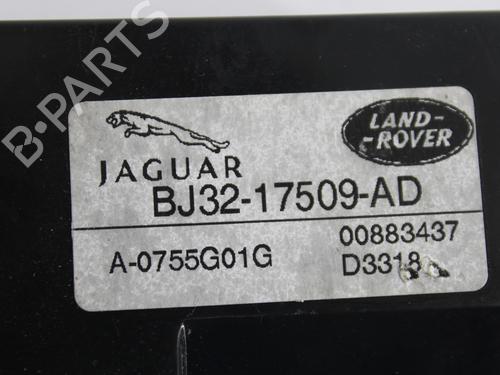 JAGUAR
LAND-
-ROVER
BJ32-17509-AD
A-0755G01G
00883437
D3318
B-PARTS